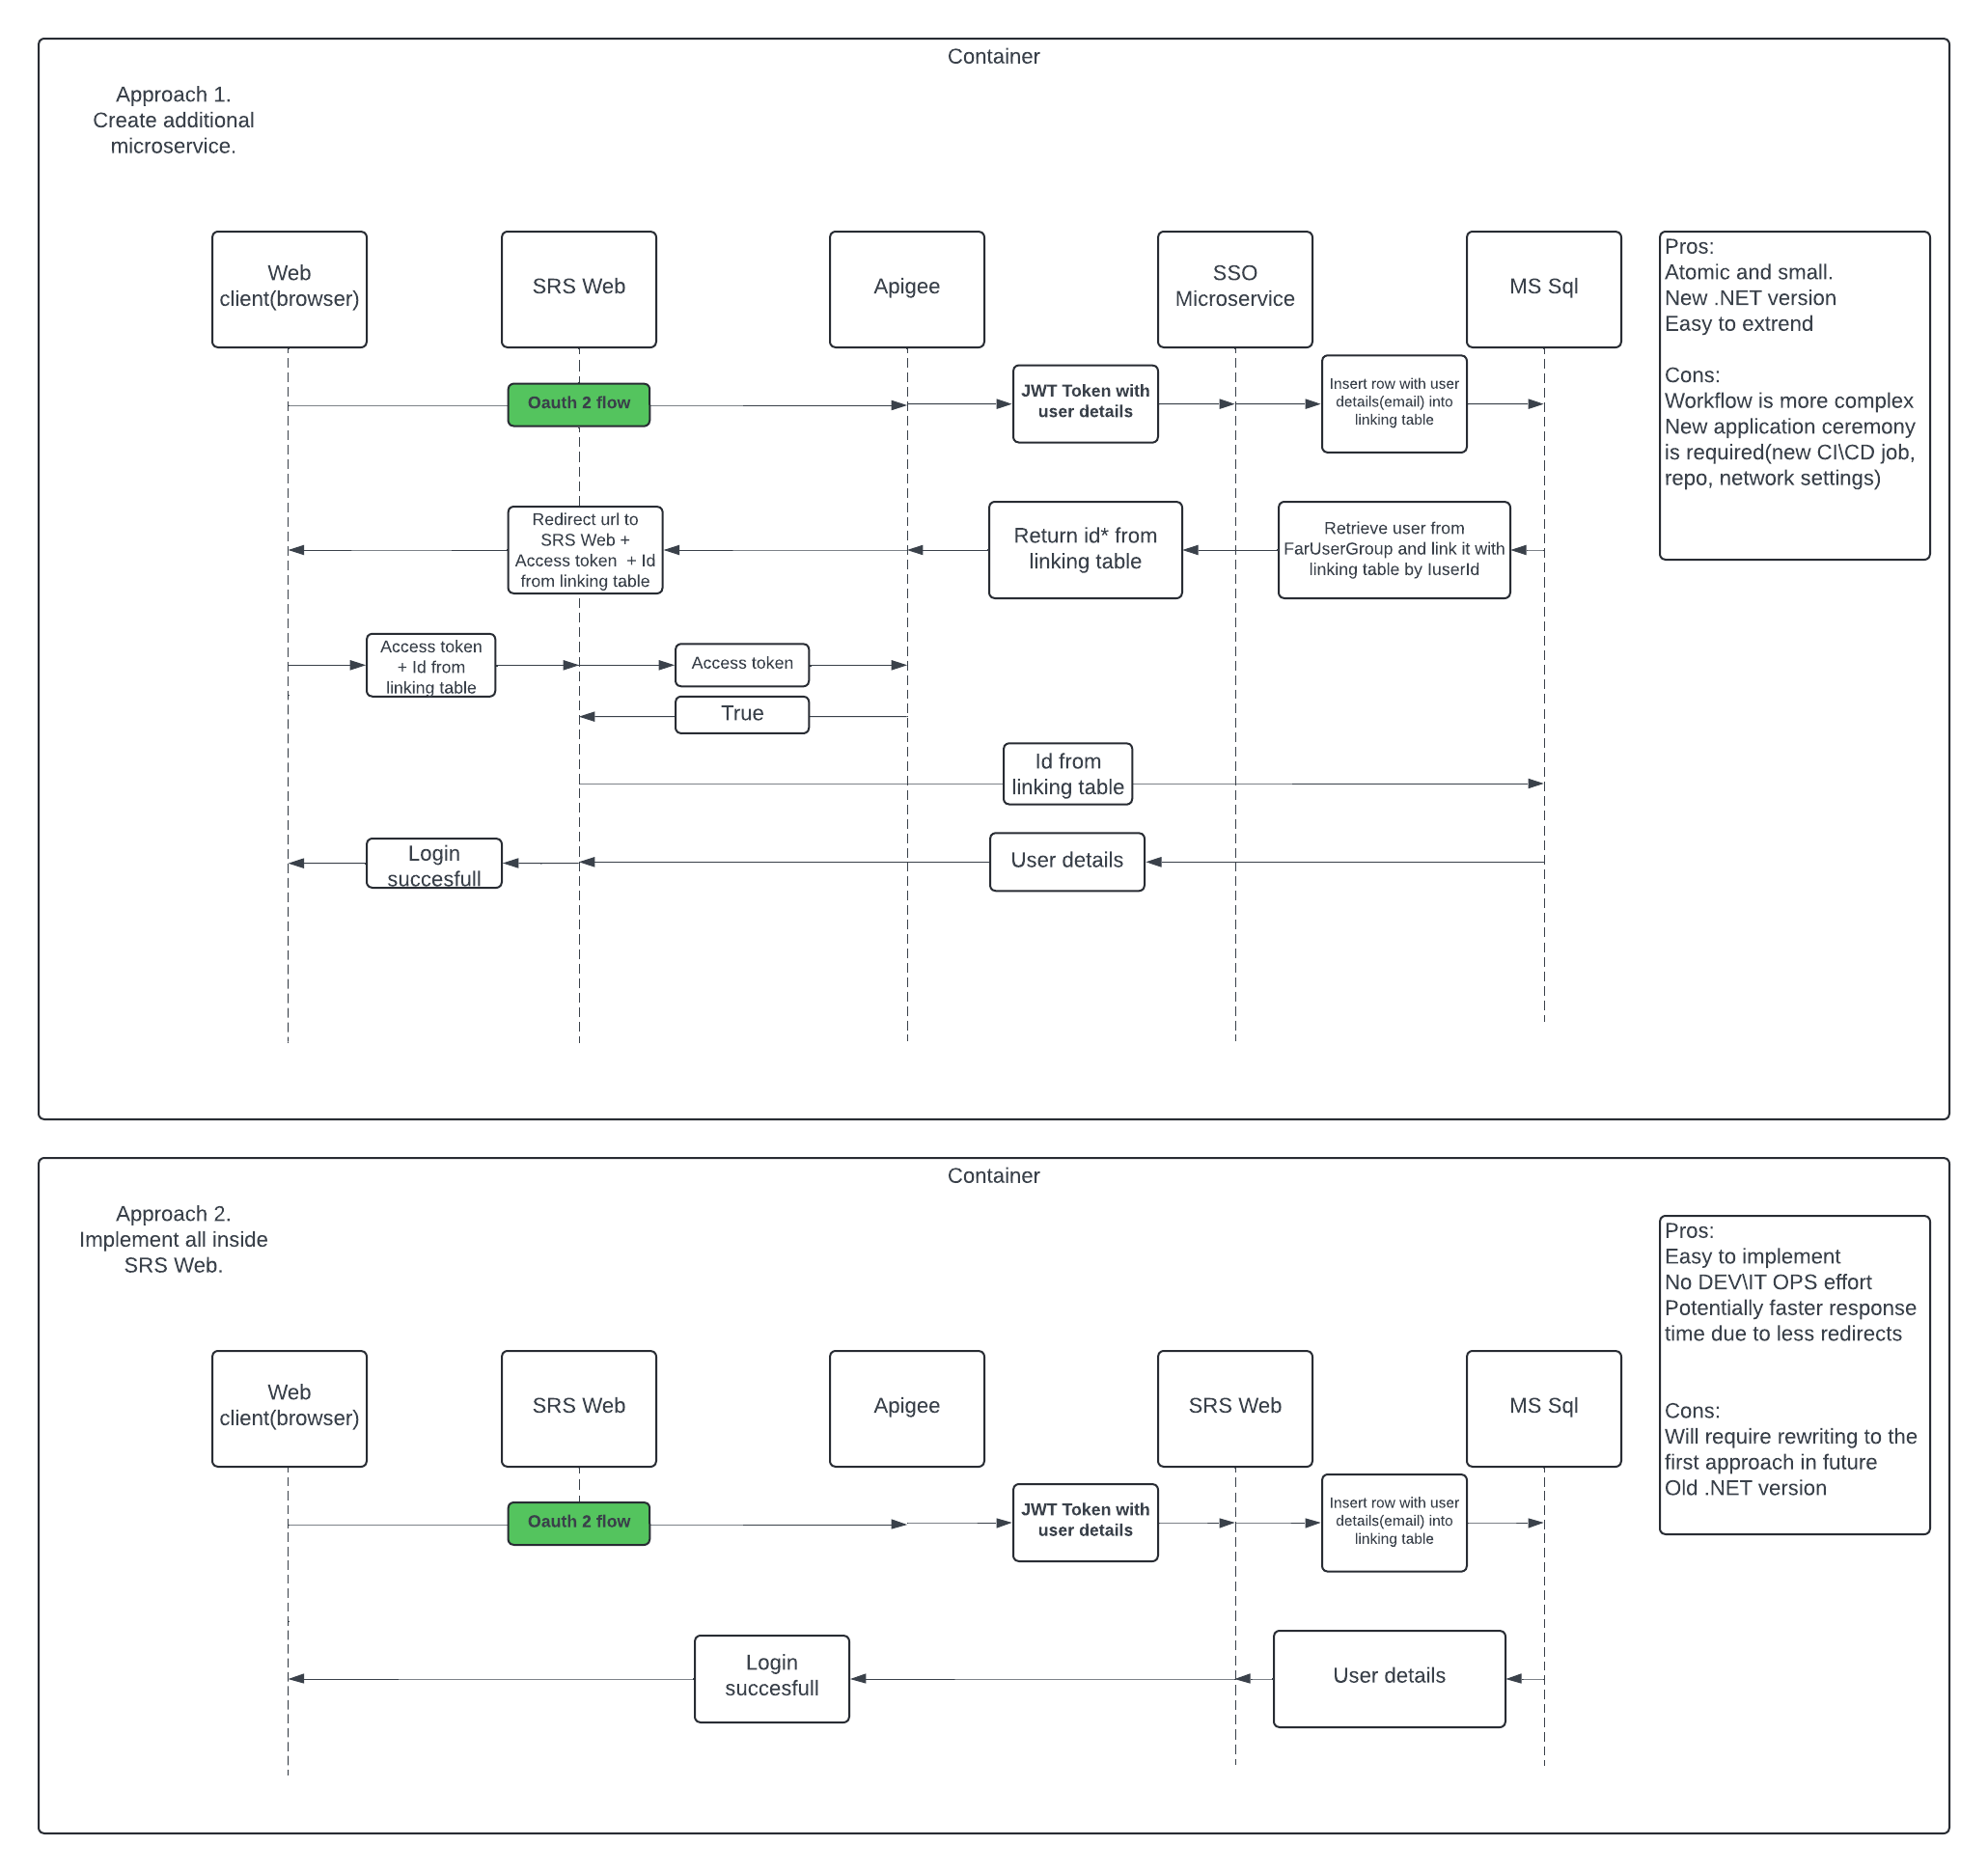 Container
Approach 1.
Create additional
microservice.
Web
client(browser)
SRS Web
Apigee
SSO
Microservice
MS Sql
Pros:
Atomic and small.
New .NET version
Easy to extrend
Cons:
Workflow is more complex
New application ceremony
is required(new CI\CD job,
repo, network settings)
Oauth 2 flow
JWT Token with
user details
Insert row with user
details(email) into
linking table
Redirect url to
SRS Web +
Access token + Id
from linking table
Return id* from
linking table
Retrieve user from
FarUserGroup and link it with
linking table by IuserId
Access token
+ Id from
linking table
Access token
True
Id from
linking table
Login
succesfull
User details
Container
Approach 2.
Implement all inside
SRS Web.
Pros:
Easy to implement
No DEV\IT OPS effort
Potentially faster response
time due to less redirects
Cons:
Will require rewriting to the
first approach in future
Old .NET version
Web
client(browser)
SRS Web
Apigee
SRS Web
MS Sql
Oauth 2 flow
JWT Token with
user details
Insert row with user
details(email) into
linking table
Login
succesfull
User details